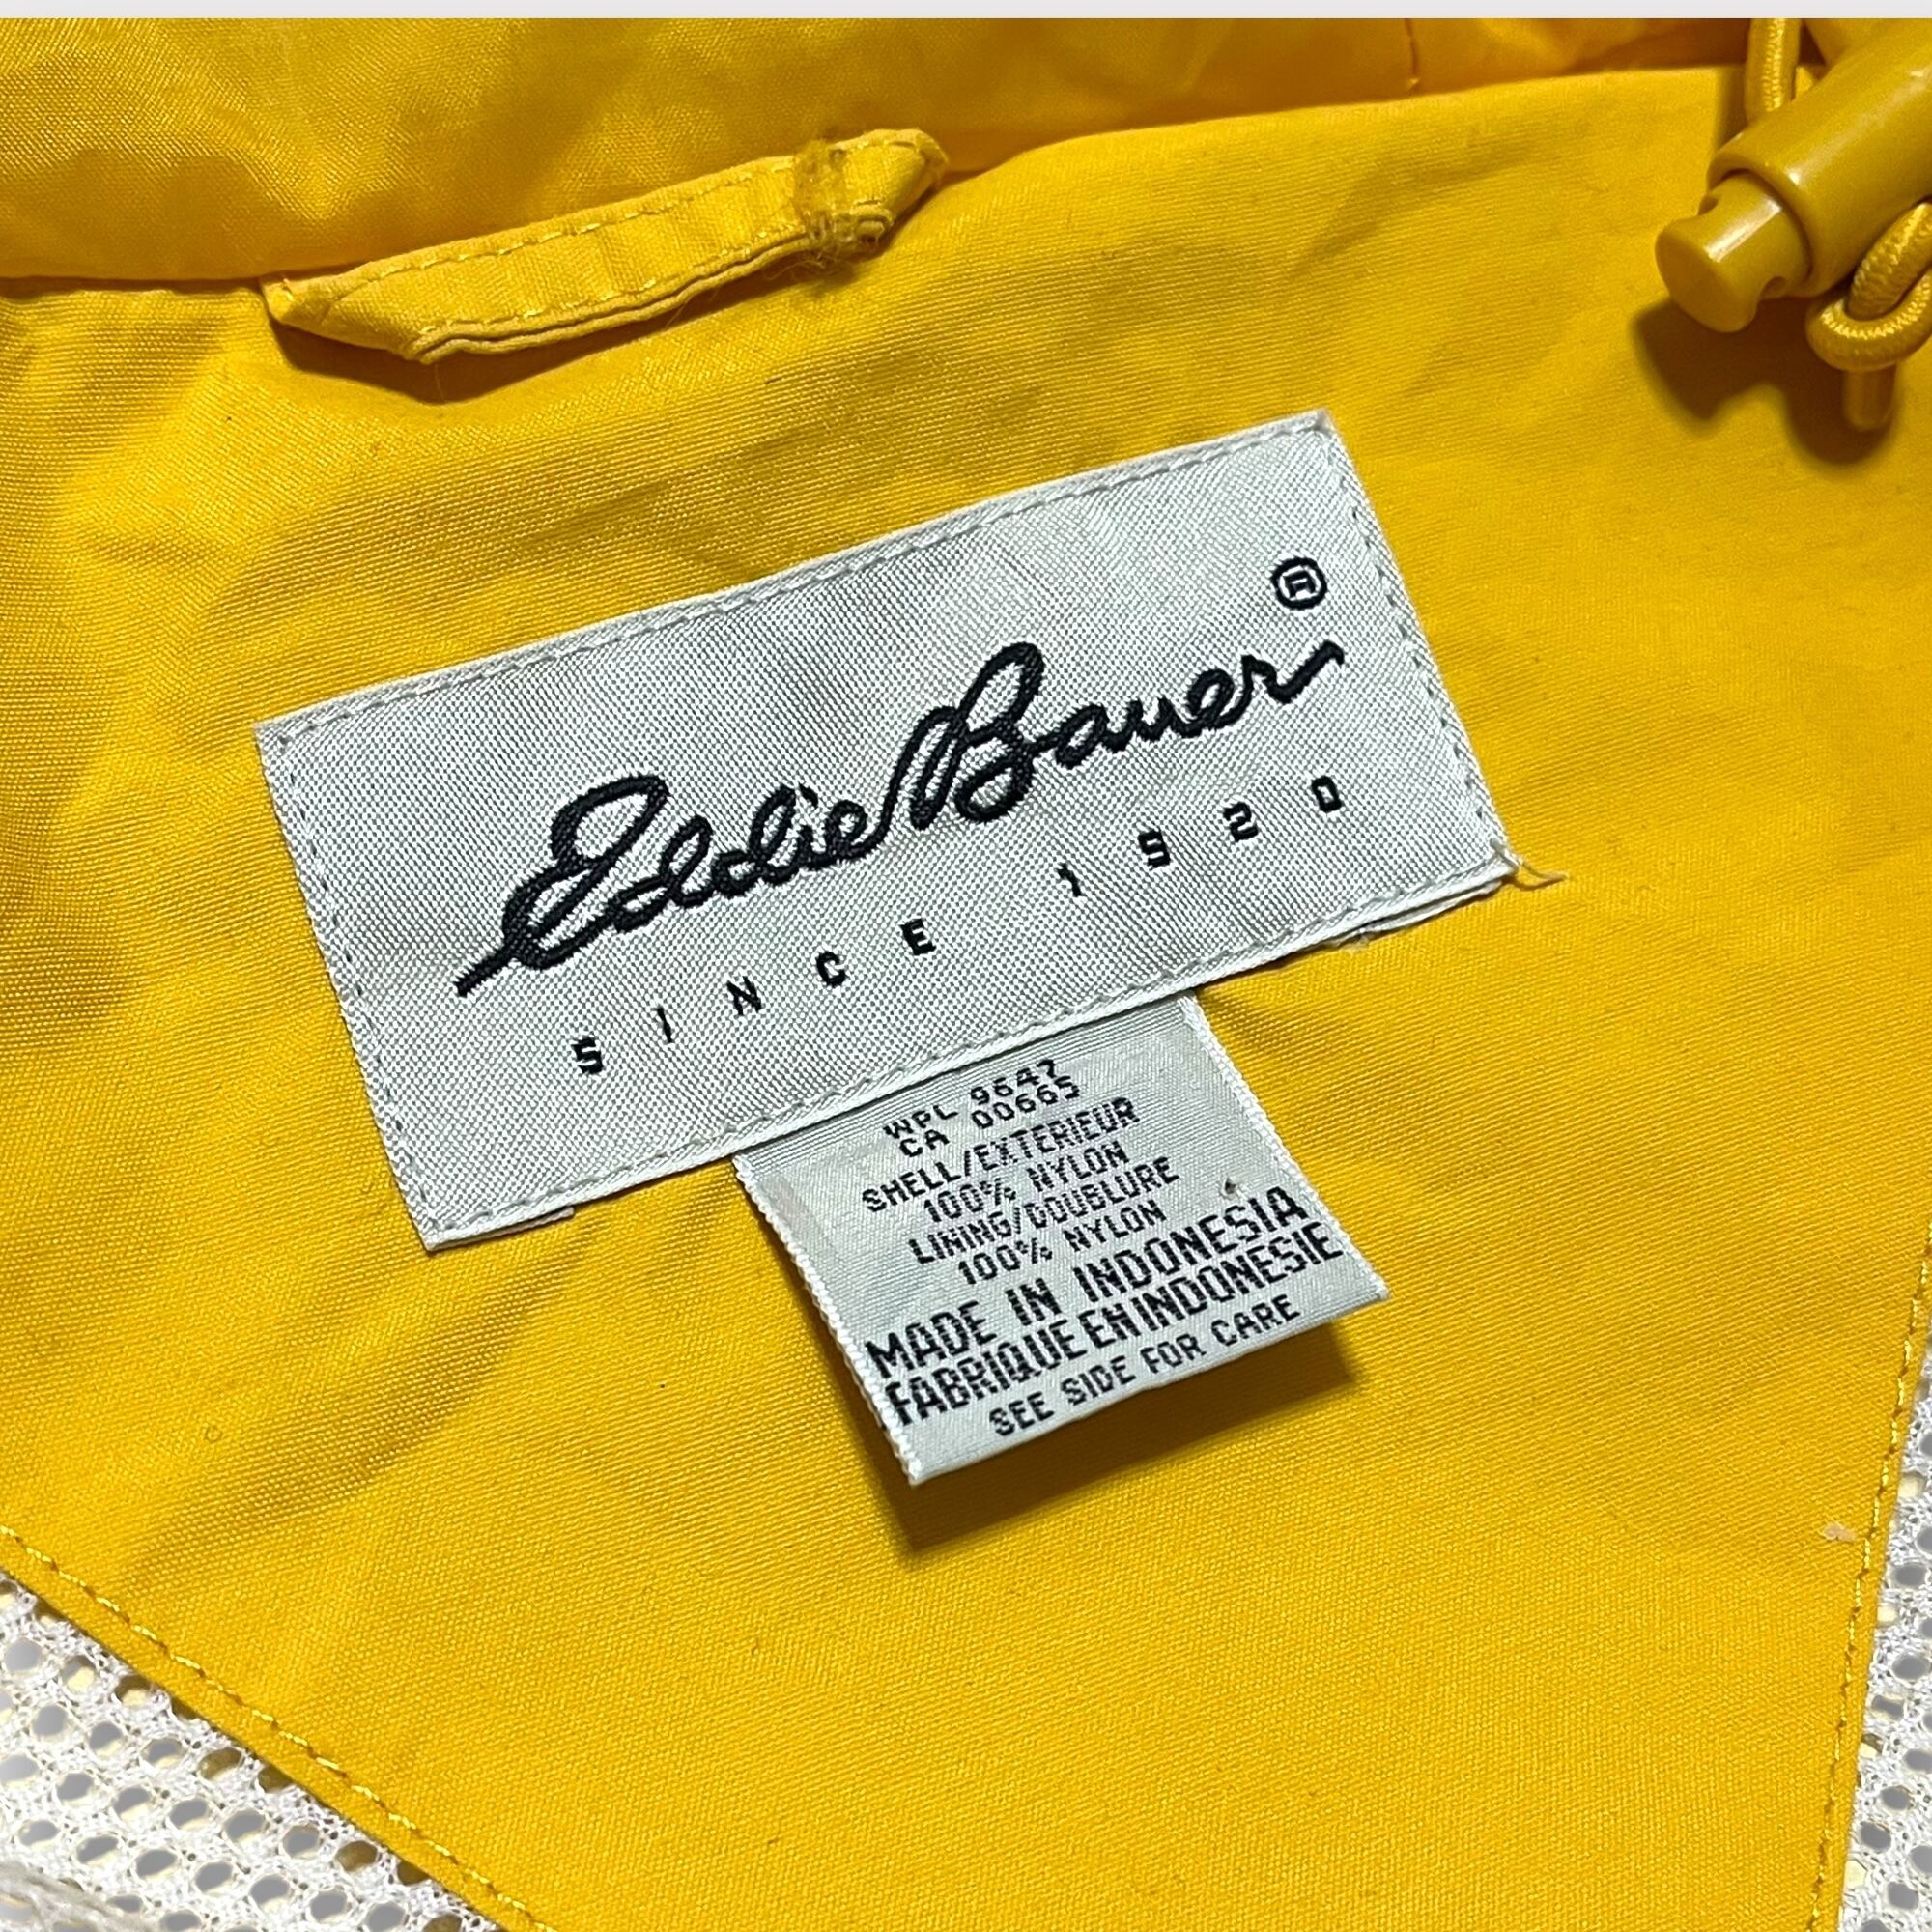 Eddie Bauer®
SINCE 1920
WPL 9647
CA 00665
SHELL/EXTERIEUR
100% NYLON
LINING/DOUBLURE
100% NYLON
MADE IN INDONESIA
FABRIQUE EN INDONESIE
SEE SIDE FOR CARE